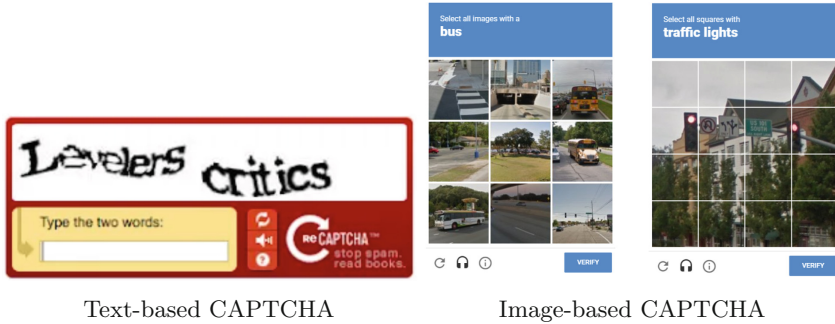 Select all images with a
bus
Select all squares with
traffic lights
Levelers critics
Type the two words:
ReCAPTCHA™
stop spam.
read books.
VERIFY
VERIFY
Text-based CAPTCHA
Image-based CAPTCHA